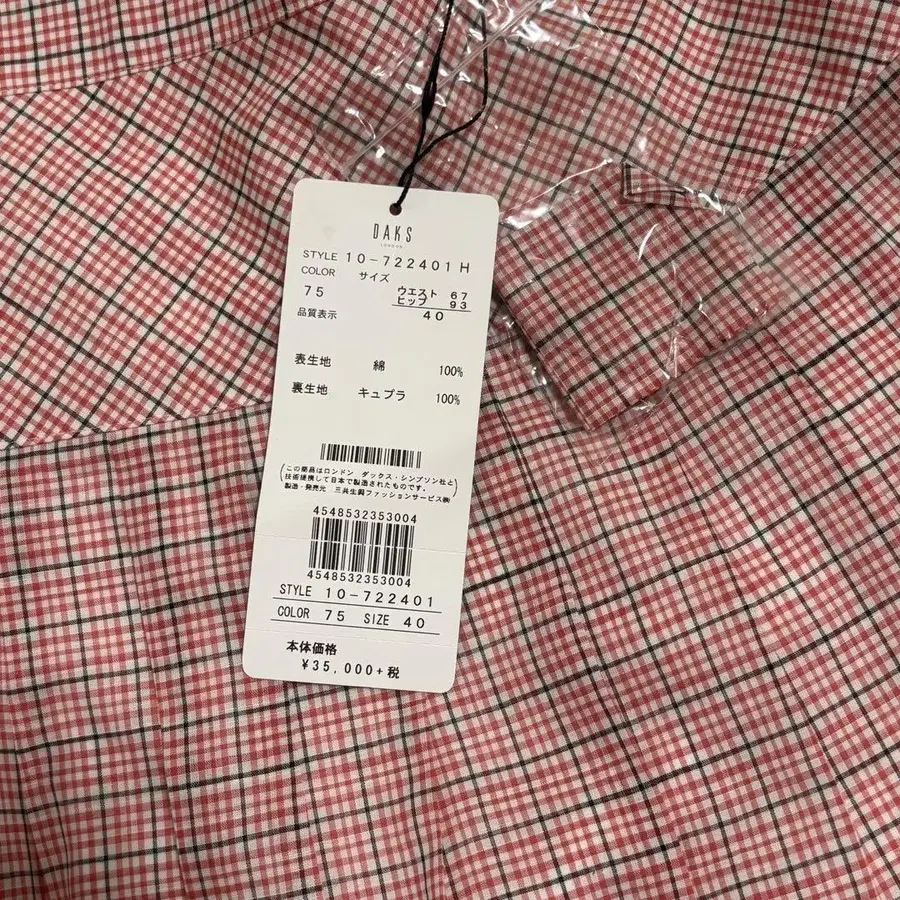 DAKS
LONDON
STYLE 10-722401 H
COLOR サイズ
75 ウエスト 67
ヒップ 93
品質表示 40
表生地 綿 100%
裏生地 キュプラ 100%
(この商品はロンドン ダックス・シンプソン社と
技術提携して日本で製造されたものです。
製造・発売元 三共生興ファッションサービス㈱)
4548532353004
4548532353004
STYLE 10-722401
COLOR 75 SIZE 40
本体価格
¥35,000+税